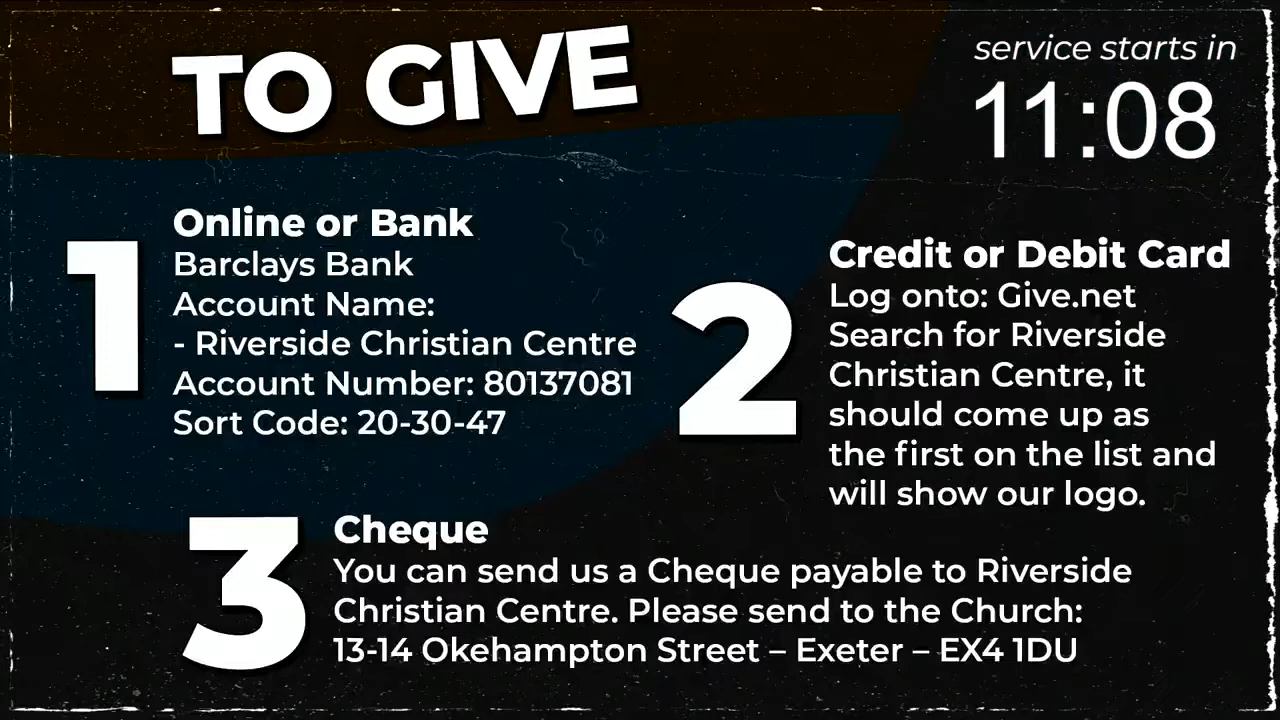 TO GIVE
service starts in
11:08
1
Online or Bank
Barclays Bank
Account Name:
- Riverside Christian Centre
Account Number: 80137081
Sort Code: 20-30-47
2
Credit or Debit Card
Log onto: Give.net
Search for Riverside
Christian Centre, it
should come up as
the first on the list and
will show our logo.
3
Cheque
You can send us a Cheque payable to Riverside
Christian Centre. Please send to the Church:
13-14 Okehampton Street – Exeter – EX4 1DU